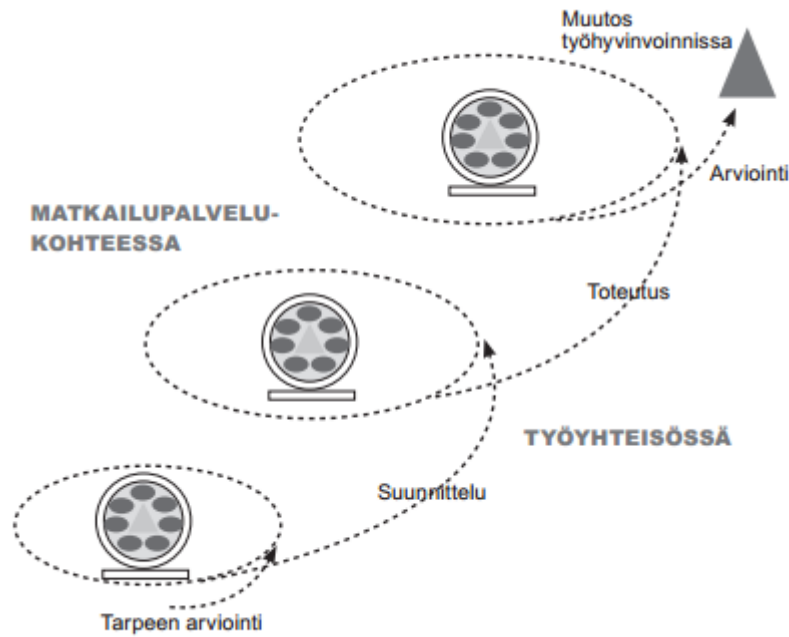 Muutos
työhyvinvoinnissa
Arviointi
MATKAILUPALVELU-
KOHTEESSA
Toteutus
TYÖYHTEISÖSSÄ
Suunnittelu
Tarpeen arviointi